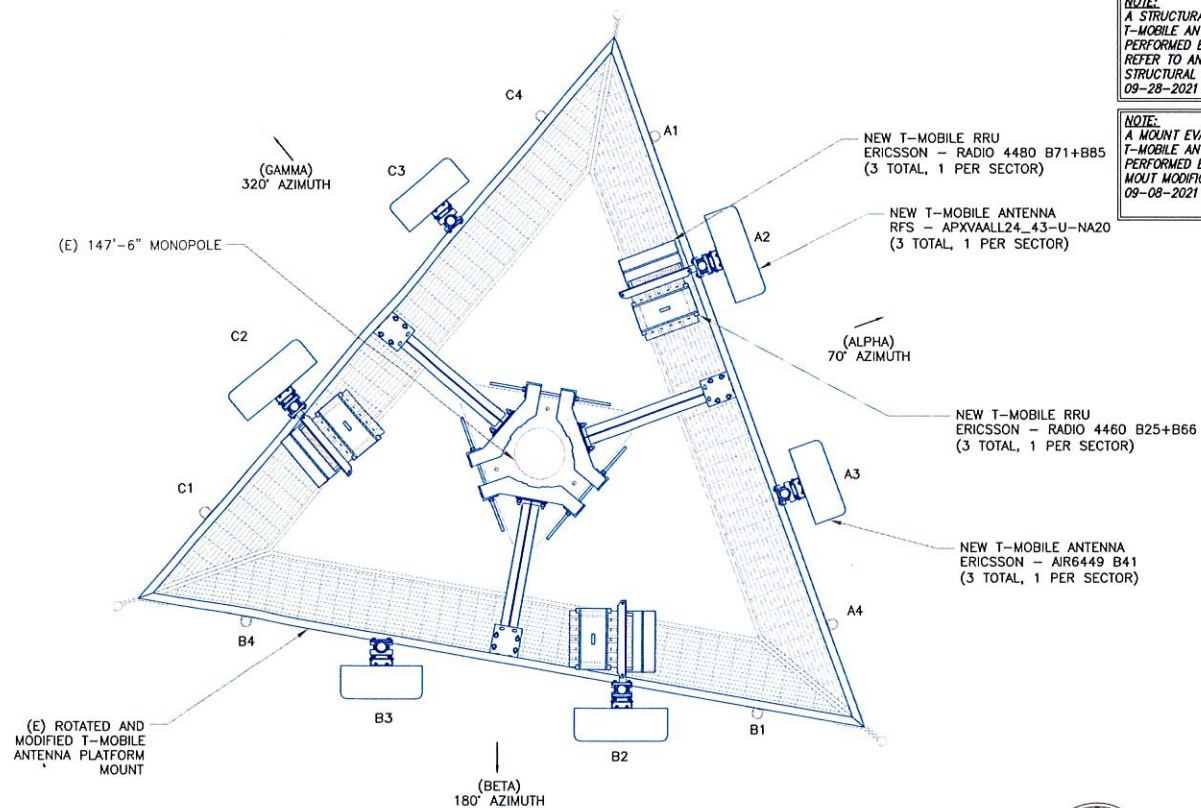 NOTE:
A STRUCTURA
T-MOBILE AN
PERFORMED B
REFER TO AN
STRUCTURAL
09-28-2021
NOTE:
A MOUNT EVA
T-MOBILE AN
PERFORMED B
MOUT MODIFIC
09-08-2021
C4
A1
NEW T-MOBILE RRU
ERICSSON - RADIO 4480 B71+B85
(3 TOTAL, 1 PER SECTOR)
(GAMMA)
320° AZIMUTH
C3
NEW T-MOBILE ANTENNA
RFS - APXVAALL24_43-U-NA20
(3 TOTAL, 1 PER SECTOR)
A2
(E) 147'-6" MONOPOLE
(ALPHA)
70° AZIMUTH
C2
NEW T-MOBILE RRU
ERICSSON - RADIO 4460 B25+B66
(3 TOTAL, 1 PER SECTOR)
A3
C1
NEW T-MOBILE ANTENNA
ERICSSON - AIR6449 B41
(3 TOTAL, 1 PER SECTOR)
A4
B4
B3
B2
B1
(E) ROTATED AND
MODIFIED T-MOBILE
ANTENNA PLATFORM
MOUNT
(BETA)
180° AZIMUTH